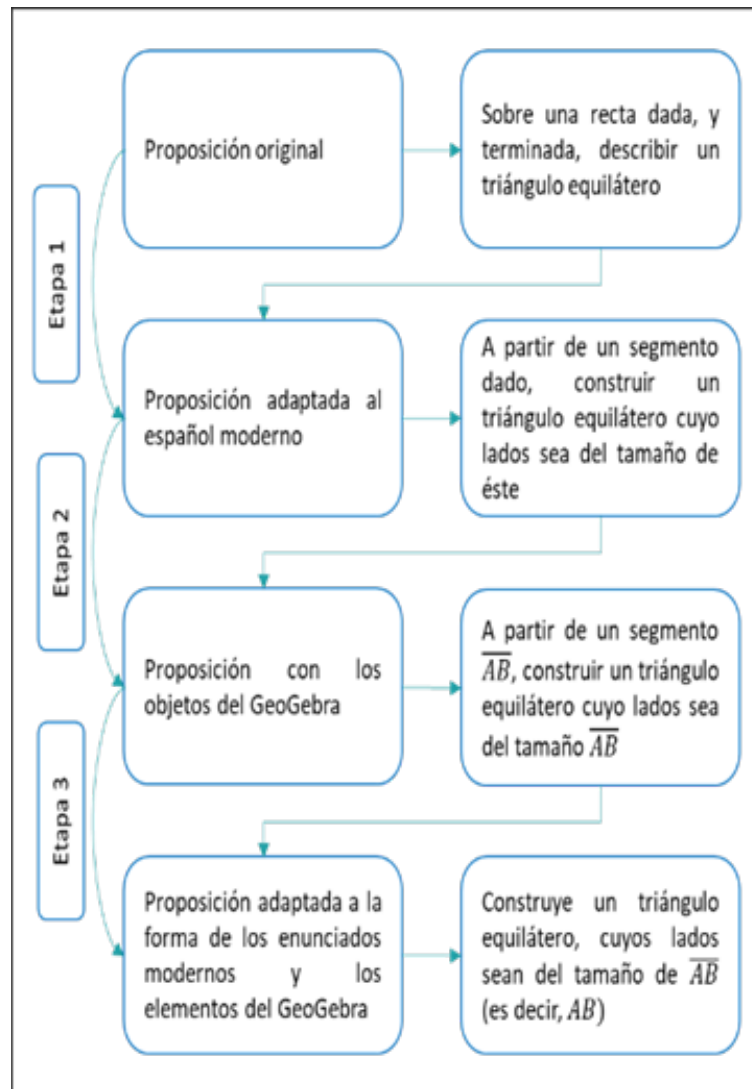 Proposición original
Sobre una recta dada, y
terminada, describir un
triángulo equilátero
Etapa 1
Proposición adaptada al
español moderno
A partir de un segmento
dado, construir un
triángulo equilátero cuyo
lados sea del tamaño de
éste
Etapa 2
Proposición con los
objetos del GeoGebra
A partir de un segmento
A̅B̅, construir un triángulo
equilátero cuyo lados sea
del tamaño A̅B̅
Etapa 3
Proposición adaptada a la
forma de los enunciados
modernos y los
elementos del GeoGebra
Construye un triángulo
equilátero, cuyos lados
sean del tamaño de A̅B̅
(es decir, AB)